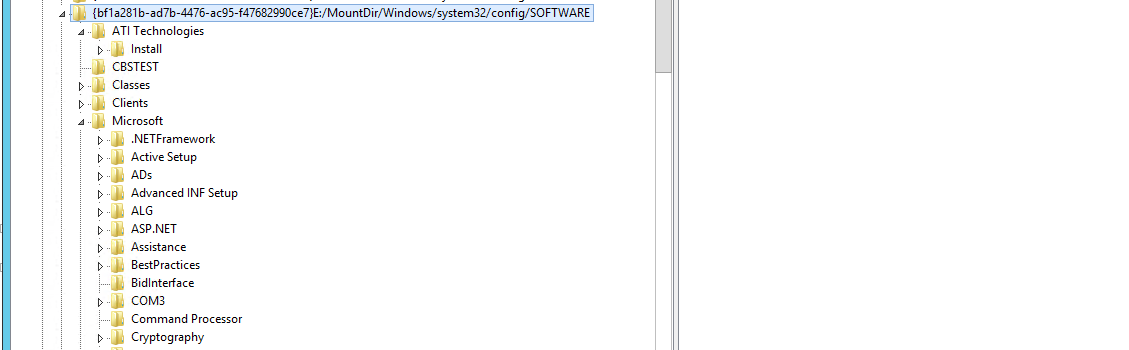 {bf1a281b-ad7b-4476-ac95-f47682990ce7}E:/MountDir/Windows/system32/config/SOFTWARE
ATI Technologies
Install
CBSTEST
Classes
Clients
Microsoft
.NETFramework
Active Setup
ADs
Advanced INF Setup
ALG
ASP.NET
Assistance
BestPractices
BidInterface
COM3
Command Processor
Cryptography